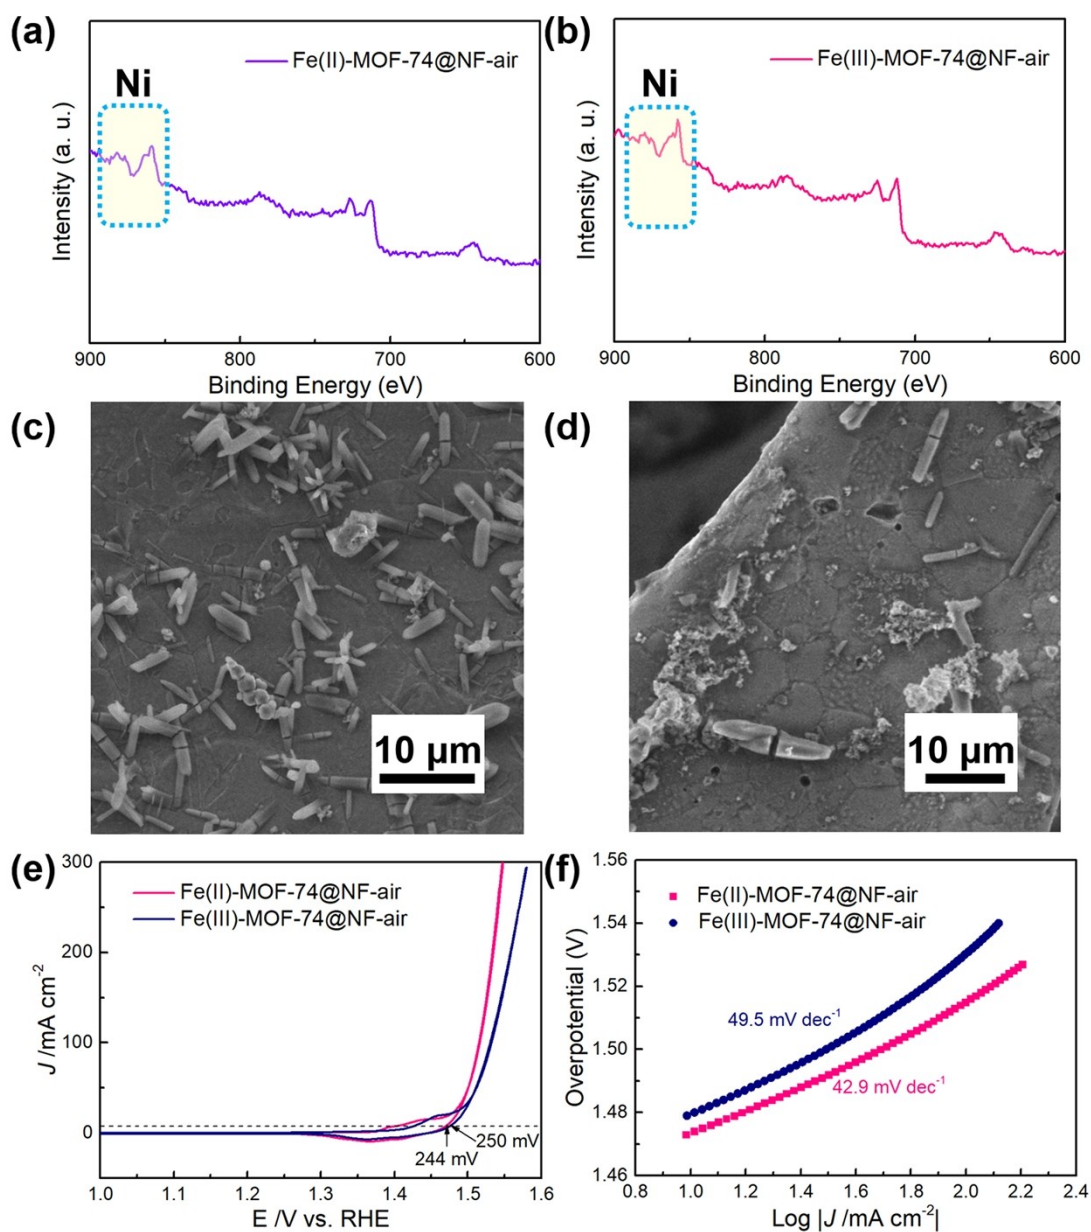 (a)
Fe(II)-MOF-74@NF-air
Ni
Intensity (a. u.)
900 800 700 600
Binding Energy (eV)
(b)
Fe(III)-MOF-74@NF-air
Ni
Intensity (a. u.)
900 800 700 600
Binding Energy (eV)
(c)
10 µm
(d)
10 µm
(e)
Fe(II)-MOF-74@NF-air
Fe(III)-MOF-74@NF-air
J /mA cm⁻²
300
200
100
0
250 mV
244 mV
1.0 1.1 1.2 1.3 1.4 1.5 1.6
E /V vs. RHE
(f)
Fe(II)-MOF-74@NF-air
Fe(III)-MOF-74@NF-air
Overpotential (V)
1.56
1.54
1.52
1.50
1.48
1.46
49.5 mV dec⁻¹
42.9 mV dec⁻¹
0.8 1.0 1.2 1.4 1.6 1.8 2.0 2.2 2.4
Log |J /mA cm⁻²|